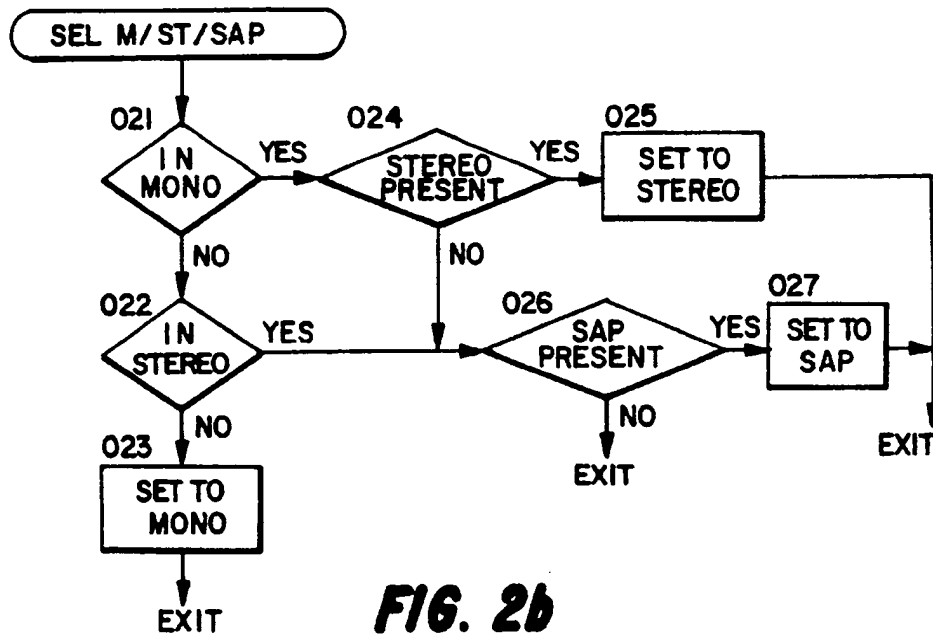 SEL M/ST/SAP
021
IN
MONO
YES
024
STEREO
PRESENT
YES
025
SET TO
STEREO
NO
NO
022
IN
STEREO
YES
026
SAP
PRESENT
YES
027
SET TO
SAP
NO
NO
EXIT
EXIT
023
SET TO
MONO
EXIT
FIG. 2b